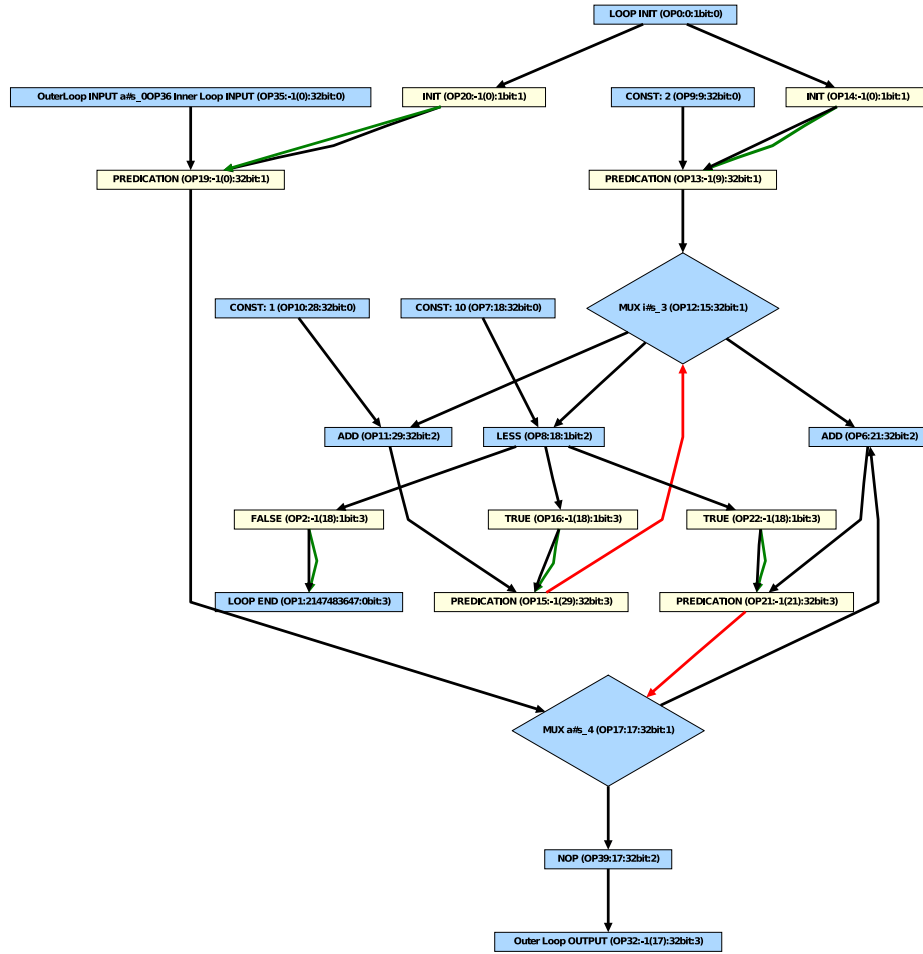 LOOP INIT (OP0:0:1bit:0)
OuterLoop INPUT a#s_0OP36 Inner Loop INPUT (OP35:-1(0):32bit:0)
INIT (OP20:-1(0):1bit:1)
CONST: 2 (OP9:9:32bit:0)
INIT (OP14:-1(0):1bit:1)
PREDICATION (OP19:-1(0):32bit:1)
PREDICATION (OP13:-1(9):32bit:1)
MUX i#s_3 (OP12:15:32bit:1)
CONST: 1 (OP10:28:32bit:0)
CONST: 10 (OP7:18:32bit:0)
ADD (OP11:29:32bit:2)
LESS (OP8:18:1bit:2)
ADD (OP6:21:32bit:2)
FALSE (OP2:-1(18):1bit:3)
TRUE (OP16:-1(18):1bit:3)
TRUE (OP22:-1(18):1bit:3)
LOOP END (OP1:2147483647:0bit:3)
PREDICATION (OP15:-1(29):32bit:3)
PREDICATION (OP21:-1(21):32bit:3)
MUX a#s_4 (OP17:17:32bit:1)
NOP (OP39:17:32bit:2)
Outer Loop OUTPUT (OP32:-1(17):32bit:3)